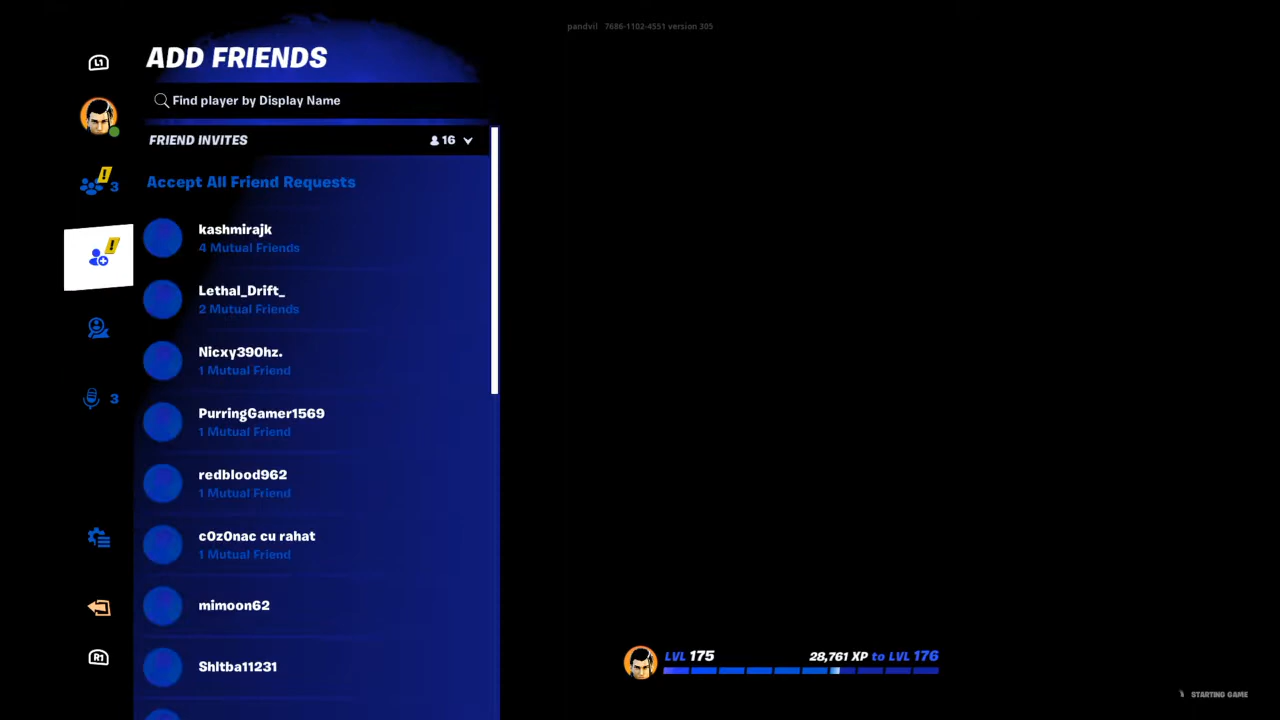 pandvil 7686-1102-4551 version 305
L1
ADD FRIENDS
Find player by Display Name
FRIEND INVITES 16
Accept All Friend Requests
kashmirajk
4 Mutual Friends
3
Lethal_Drift_
2 Mutual Friends
Nicxy390hz.
1 Mutual Friend
3
PurringGamer1569
1 Mutual Friend
redblood962
1 Mutual Friend
cOzOnac cu rahat
1 Mutual Friend
mimoon62
Shltba11231
R1
LVL 175 28,761 XP to LVL 176
STARTING GAME